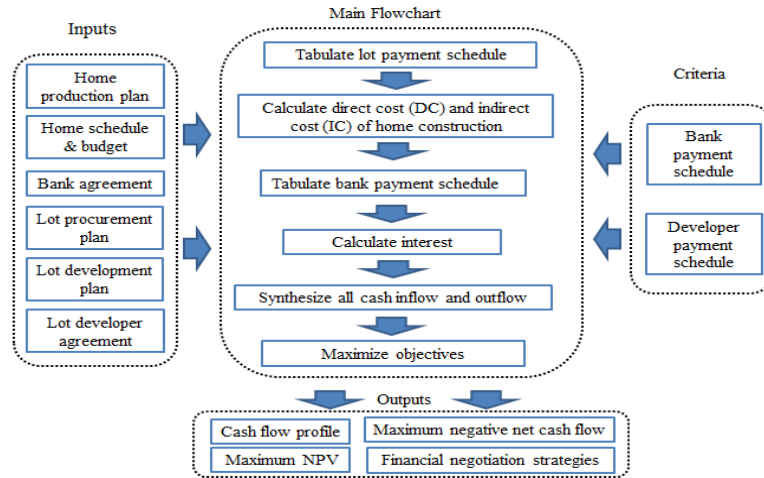 Inputs
Home
production plan
Home schedule
& budget
Bank agreement
Lot procurement
plan
Lot development
plan
Lot developer
agreement
Main Flowchart
Tabulate lot payment schedule
Calculate direct cost (DC) and indirect
cost (IC) of home construction
Tabulate bank payment schedule
Calculate interest
Synthesize all cash inflow and outflow
Maximize objectives
Criteria
Bank
payment
schedule
Developer
payment
schedule
Outputs
Cash flow profile
Maximum negative net cash flow
Maximum NPV
Financial negotiation strategies